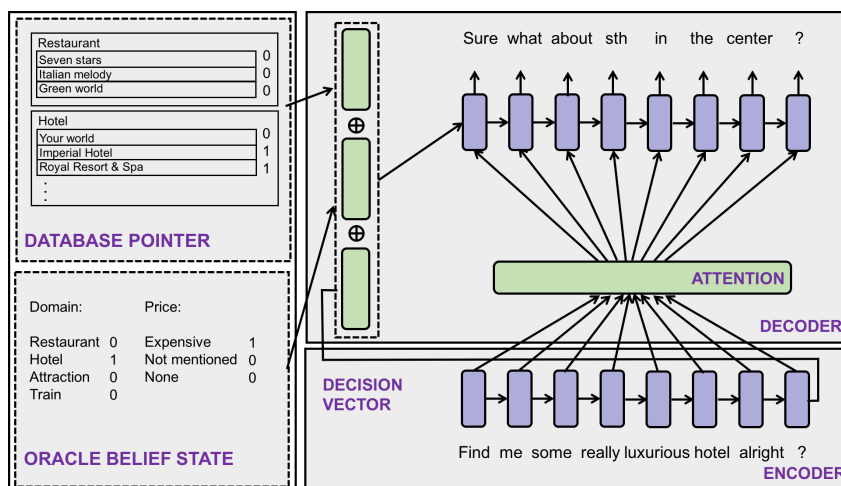 Restaurant
Seven stars 0
Italian melody 0
Green world 0
Hotel
Your world 0
Imperial Hotel 1
Royal Resort & Spa 1
DATABASE POINTER
Domain: Price:
Restaurant 0 Expensive 1
Hotel 1 Not mentioned 0
Attraction 0 None 0
Train 0
ORACLE BELIEF STATE
Sure what about sth in the center ?
ATTENTION
DECODER
DECISION
VECTOR
Find me some really luxurious hotel alright ?
ENCODER